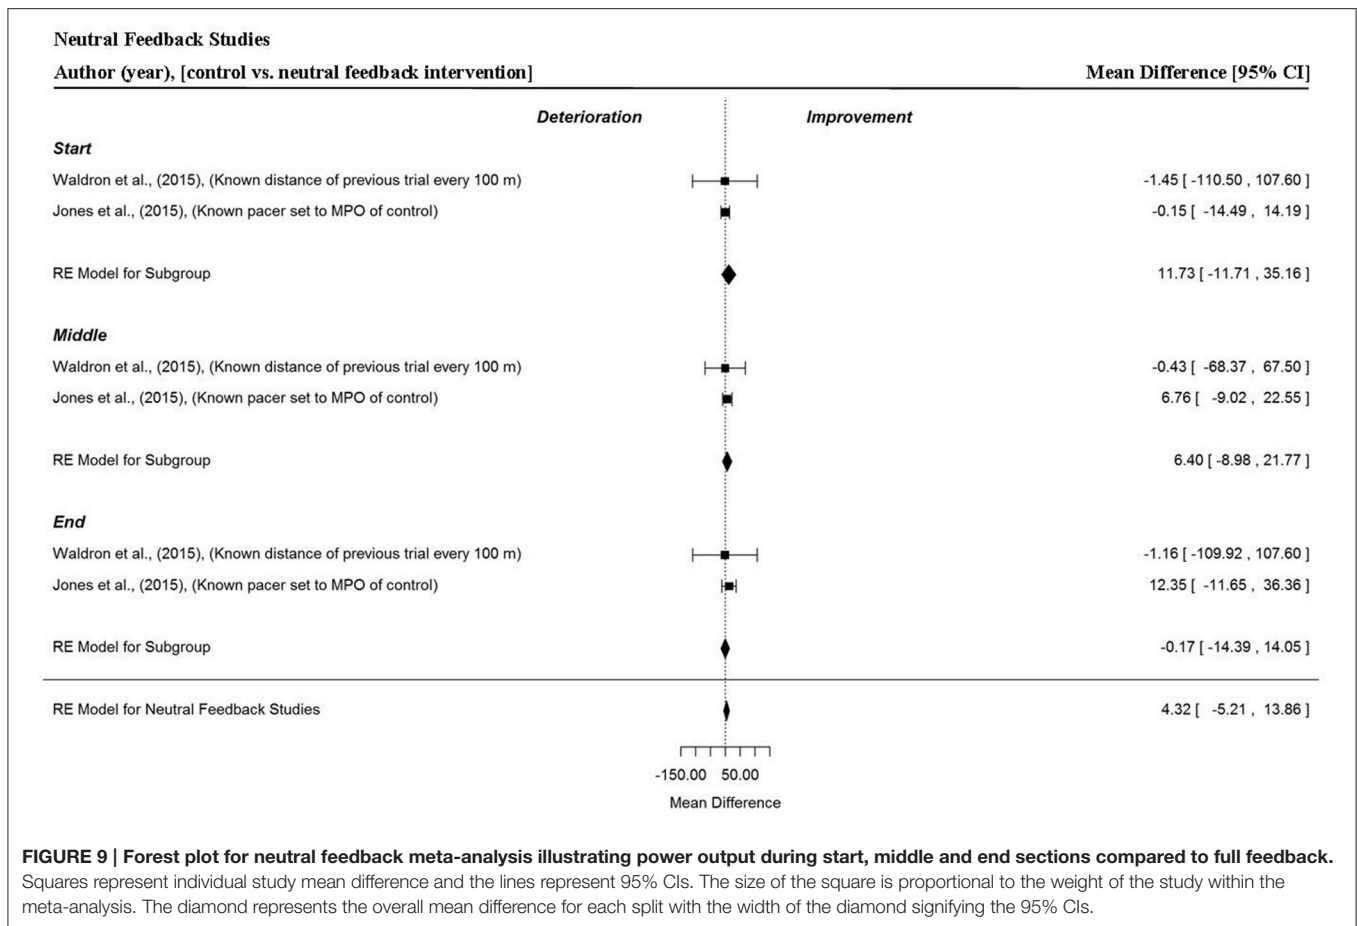 Neutral Feedback Studies
Author (year), [control vs. neutral feedback intervention] Mean Difference [95% CI]
Deterioration Improvement
Start
Waldron et al., (2015), (Known distance of previous trial every 100 m) -1.45 [ -110.50 , 107.60 ]
Jones et al., (2015), (Known pacer set to MPO of control) -0.15 [ -14.49 , 14.19 ]
RE Model for Subgroup 11.73 [ -11.71 , 35.16 ]
Middle
Waldron et al., (2015), (Known distance of previous trial every 100 m) -0.43 [ -68.37 , 67.50 ]
Jones et al., (2015), (Known pacer set to MPO of control) 6.76 [ -9.02 , 22.55 ]
RE Model for Subgroup 6.40 [ -8.98 , 21.77 ]
End
Waldron et al., (2015), (Known distance of previous trial every 100 m) -1.16 [ -109.92 , 107.60 ]
Jones et al., (2015), (Known pacer set to MPO of control) 12.35 [ -11.65 , 36.36 ]
RE Model for Subgroup -0.17 [ -14.39 , 14.05 ]
RE Model for Neutral Feedback Studies 4.32 [ -5.21 , 13.86 ]
-150.00 50.00
Mean Difference
FIGURE 9 | Forest plot for neutral feedback meta-analysis illustrating power output during start, middle and end sections compared to full feedback.
Squares represent individual study mean difference and the lines represent 95% CIs. The size of the square is proportional to the weight of the study within the
meta-analysis. The diamond represents the overall mean difference for each split with the width of the diamond signifying the 95% CIs.